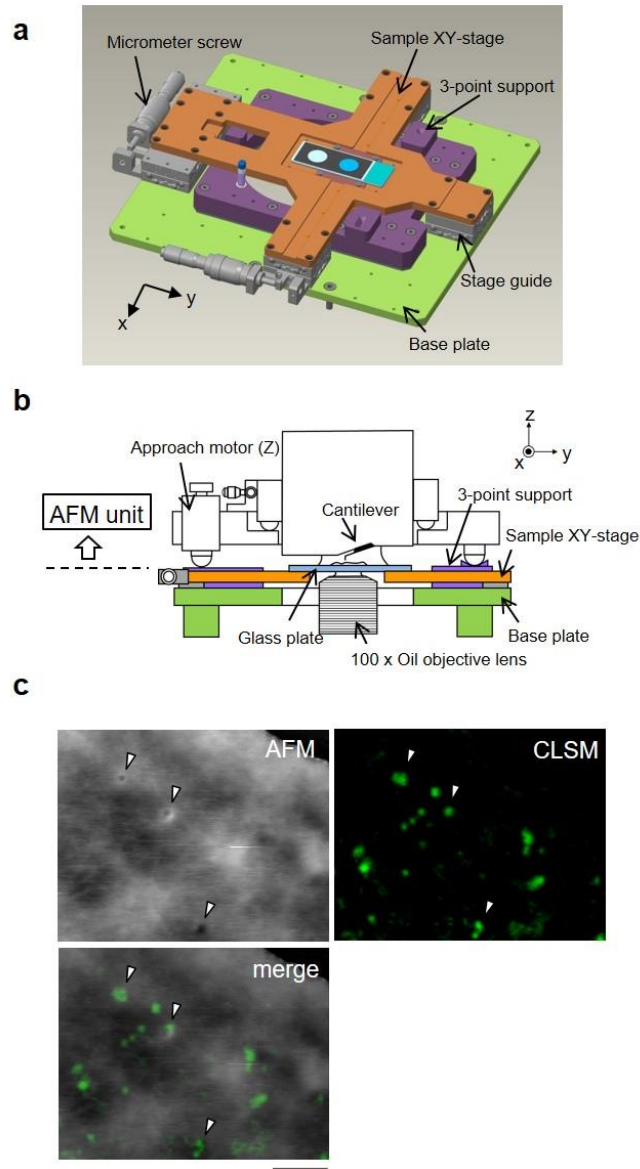 a
Micrometer screw
Sample XY-stage
3-point support
Stage guide
Base plate
x
y
b
Approach motor (Z)
Cantilever
z
x
y
3-point support
AFM unit
Sample XY-stage
Glass plate
Base plate
100 x Oil objective lens
c
AFM
CLSM
merge